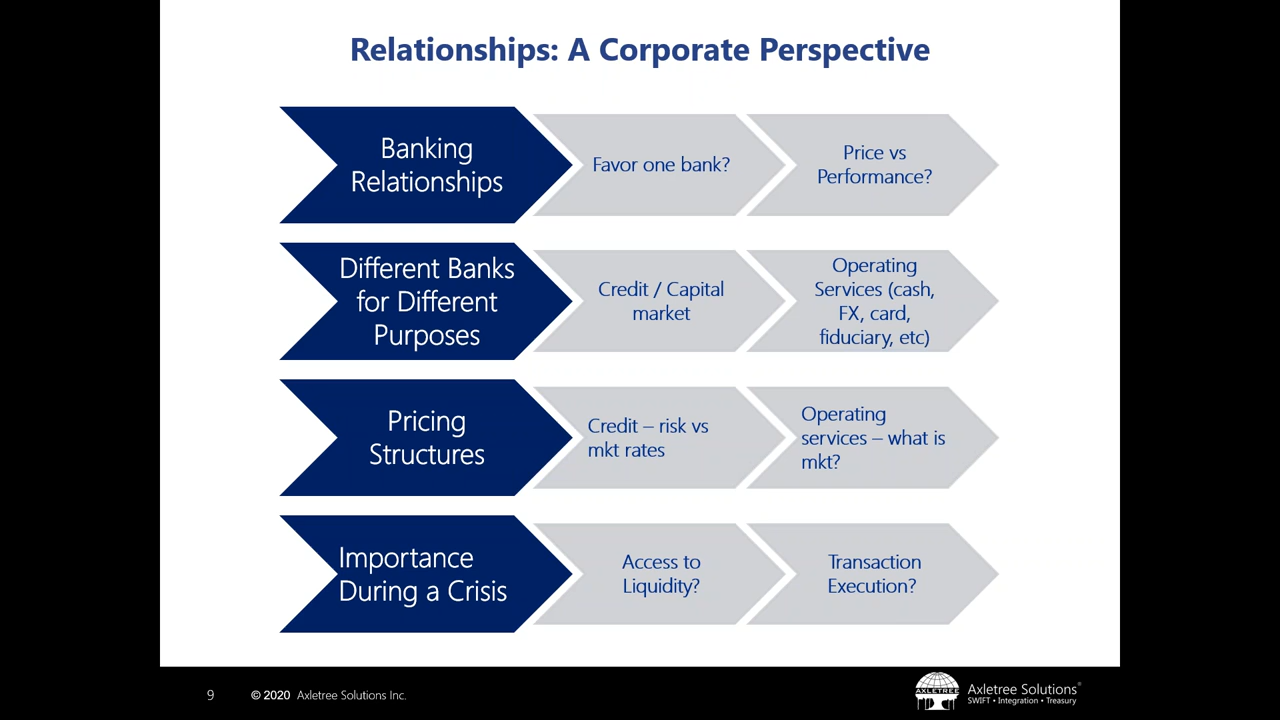 Relationships: A Corporate Perspective
Banking
Relationships
Favor one bank?
Price vs
Performance?
Different Banks
for Different
Purposes
Credit / Capital
market
Operating
Services (cash,
FX, card,
fiduciary, etc)
Pricing
Structures
Credit – risk vs
mkt rates
Operating
services – what is
mkt?
Importance
During a Crisis
Access to
Liquidity?
Transaction
Execution?
9
© 2020 Axletree Solutions Inc.
AXLETREE
Axletree Solutions®
SWIFT • Integration • Treasury